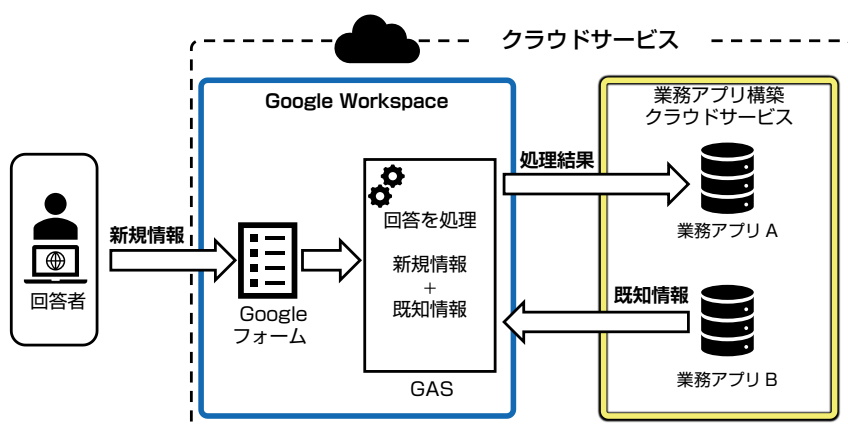 クラウドサービス
Google Workspace
業務アプリ構築
クラウドサービス
処理結果
回答を処理
業務アプリ A
新規情報
新規情報
+
既知情報
既知情報
回答者
Google
フォーム
GAS
業務アプリ B